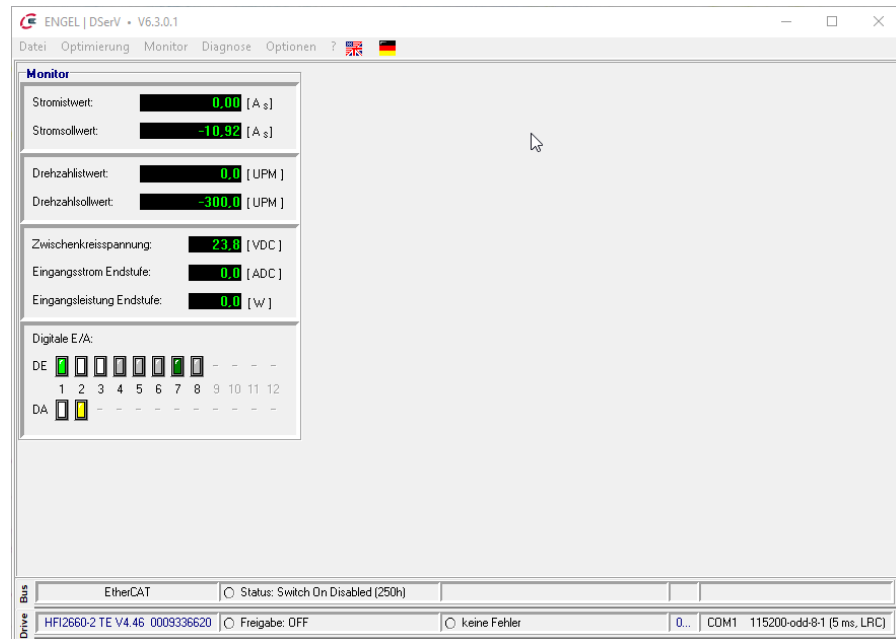 ENGEL | DSerV • V6.3.0.1
Datei Optimierung Monitor Diagnose Optionen ?
Monitor
Stromistwert: 0,00 [A s]
Stromsollwert: -10,92 [A s]
Drehzahlistwert: 0,0 [UPM]
Drehzahlsollwert: -300,0 [UPM]
Zwischenkreisspannung: 23,8 [VDC]
Eingangsstrom Endstufe: 0,0 [ADC]
Eingangsleistung Endstufe: 0,0 [W]
Digitale E/A:
DE - - - -
1 2 3 4 5 6 7 8 9 10 11 12
DA - - - - - - - - - -
Bus EtherCAT Status: Switch On Disabled (250h)
Drive HFI2660-2 TE V4.46 0009336620 Freigabe: OFF keine Fehler 0... COM1 115200-odd-8-1 (5 ms, LRC)